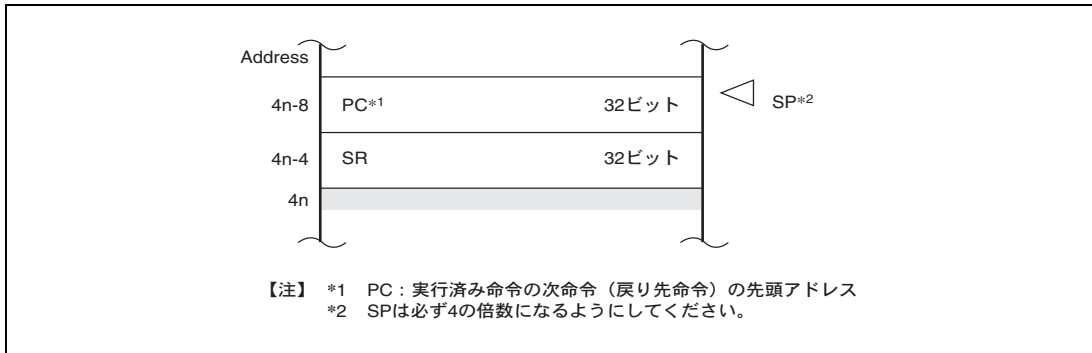 Address
4n-8 PC*1 32ビット SP*2
4n-4 SR 32ビット
4n
【注】 *1 PC:実行済み命令の次命令(戻り先命令)の先頭アドレス
*2 SPは必ず4の倍数になるようにしてください。